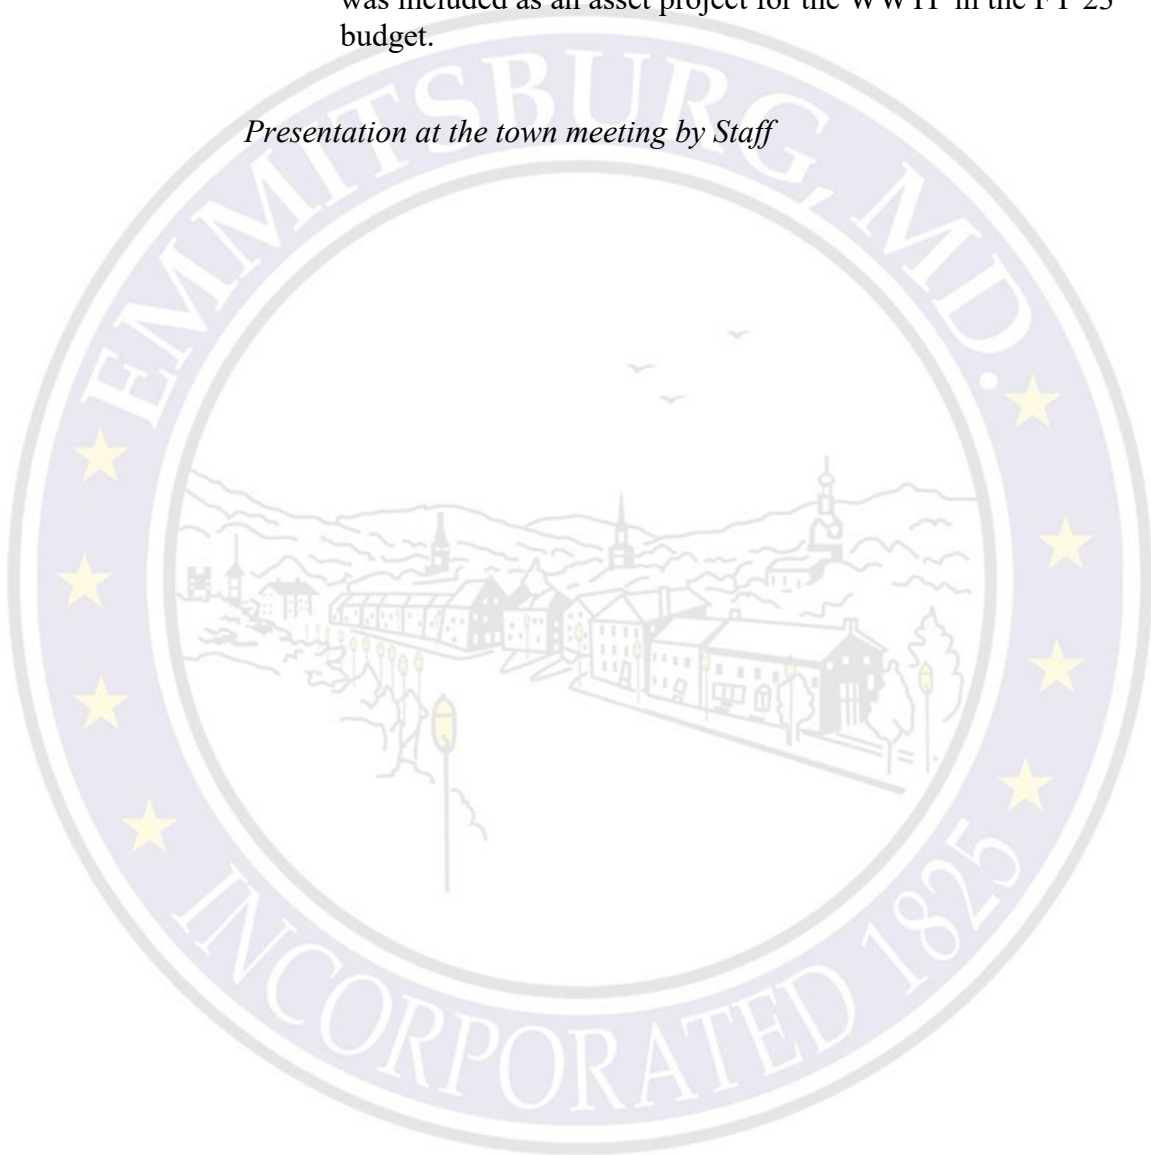 was included as an asset project for the WWTP in the FY 25
budget.
Presentation at the town meeting by Staff
EMMITSBURG, MD.
INCORPORATED 1825